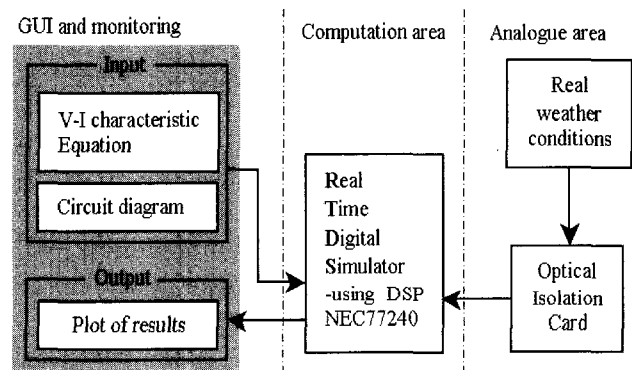 GUI and monitoring
Input
V-I characteristic
Equation
Circuit diagram
Output
Plot of results
Computation area
Real
Time
Digital
Simulator
-using DSP
NEC77240
Analogue area
Real
weather
conditions
Optical
Isolation
Card